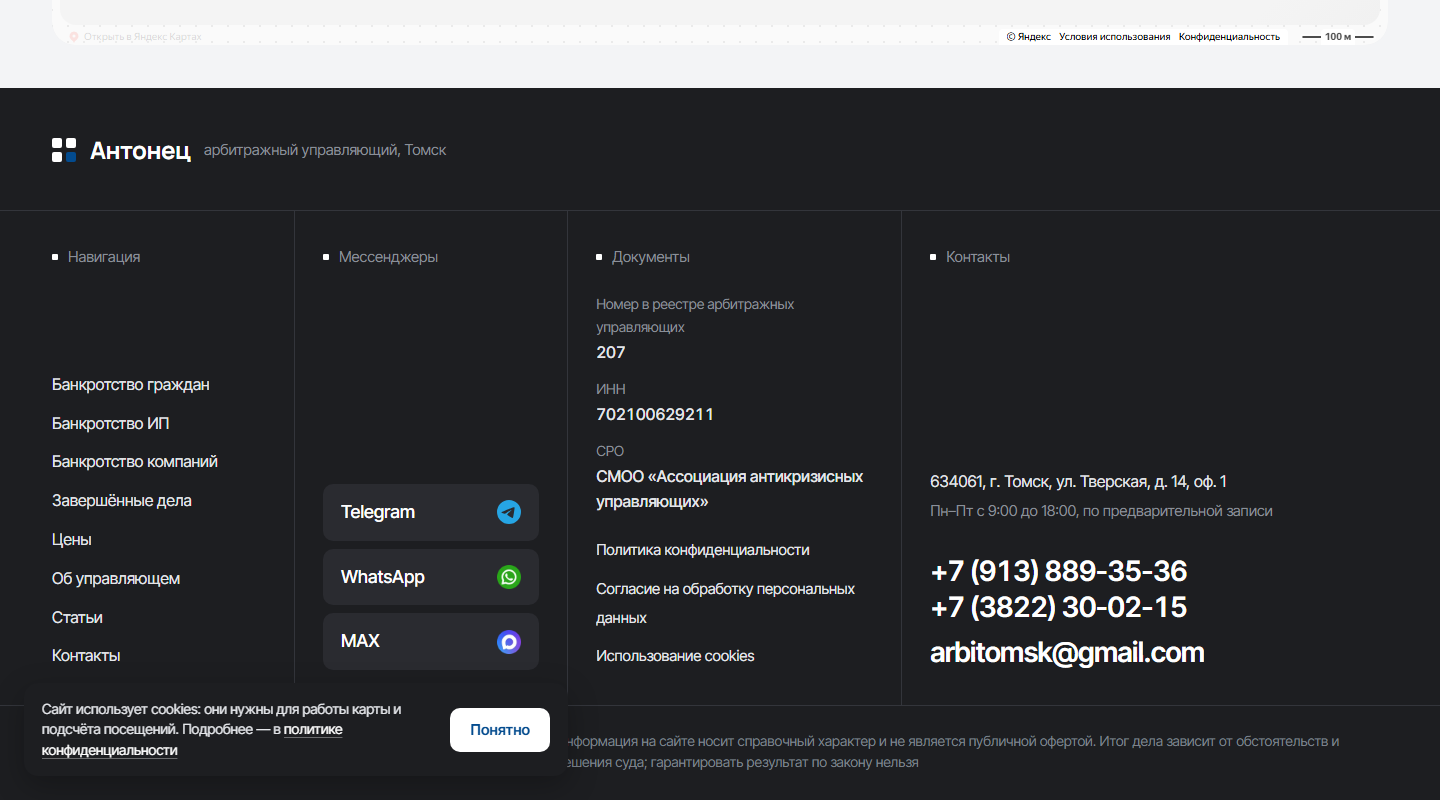 Открыть в Яндекс Картах
© Яндекс Условия использования Конфиденциальность 100 м
Антонец арбитражный управляющий, Томск
Навигация
Банкротство граждан
Банкротство ИП
Банкротство компаний
Завершённые дела
Цены
Об управляющем
Статьи
Контакты
Мессенджеры
Telegram
WhatsApp
MAX
Документы
Номер в реестре арбитражных
управляющих
207
ИНН
702100629211
СРО
СМОО «Ассоциация антикризисных
управляющих»
Политика конфиденциальности
Согласие на обработку персональных
данных
Использование cookies
Контакты
634061, г. Томск, ул. Тверская, д. 14, оф. 1
Пн–Пт с 9:00 до 18:00, по предварительной записи
+7 (913) 889-35-36
+7 (3822) 30-02-15
arbitomsk@gmail.com
Сайт использует cookies: они нужны для работы карты и
подсчёта посещений. Подробнее — в политике
конфиденциальности
Понятно
нформация на сайте носит справочный характер и не является публичной офертой. Итог дела зависит от обстоятельств и
ешения суда; гарантировать результат по закону нельзя